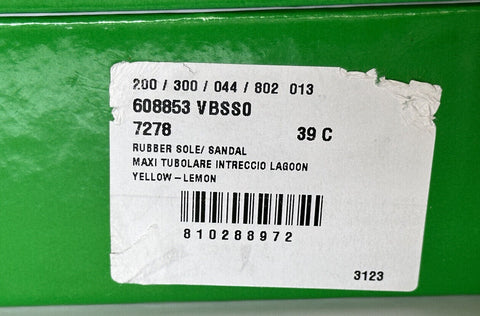 200 / 300 / 044 / 802 013
608853 VBSS0
7278 39 C
RUBBER SOLE/ SANDAL
MAXI TUBOLARE INTRECCIO LAGOON
YELLOW-LEMON
810288972
3123